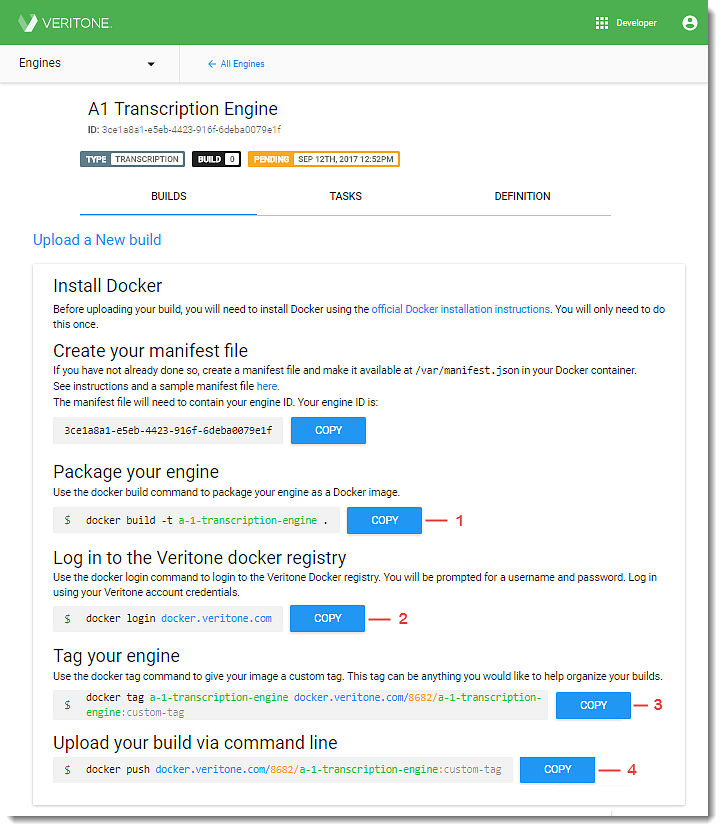 VERITONE.
Developer
Engines
← All Engines
A1 Transcription Engine
ID: 3ce1a8a1-e5eb-4423-916f-6deba0079e1f
TYPE TRANSCRIPTION BUILD 0 PENDING SEP 12TH, 2017 12:52PM
BUILDS TASKS DEFINITION
Upload a New build
Install Docker
Before uploading your build, you will need to install Docker using the official Docker installation instructions. You will only need to do
this once.
Create your manifest file
If you have not already done so, create a manifest file and make it available at /var/manifest.json in your Docker container.
See instructions and a sample manifest file here.
The manifest file will need to contain your engine ID. Your engine ID is:
3ce1a8a1-e5eb-4423-916f-6deba0079e1f COPY
Package your engine
Use the docker build command to package your engine as a Docker image.
$ docker build -t a-1-transcription-engine . COPY 1
Log in to the Veritone docker registry
Use the docker login command to login to the Veritone Docker registry. You will be prompted for a username and password. Log in
using your Veritone account credentials.
$ docker login docker.veritone.com COPY 2
Tag your engine
Use the docker tag command to give your image a custom tag. This tag can be anything you would like to help organize your builds.
$ docker tag a-1-transcription-engine docker.veritone.com/8682/a-1-transcription-
engine:custom-tag COPY 3
Upload your build via command line
$ docker push docker.veritone.com/8682/a-1-transcription-engine:custom-tag COPY 4